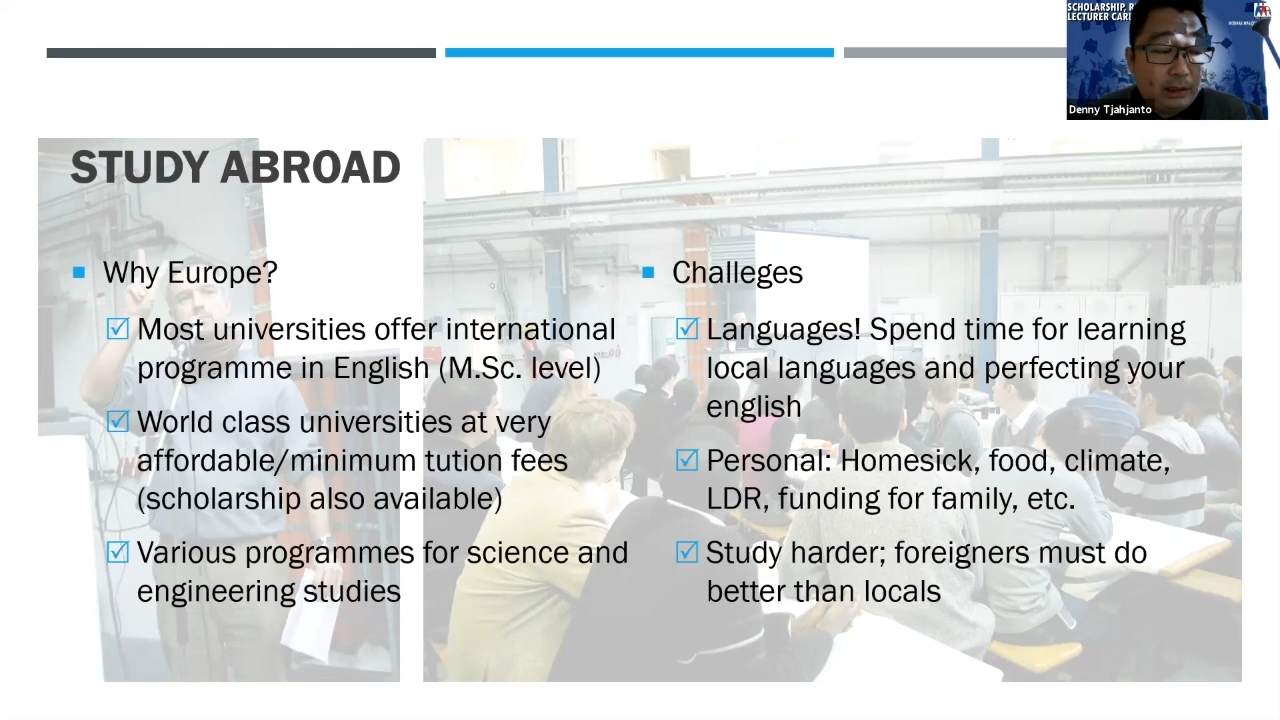 SCHOLARSHIP, R
LECTURER CARE
Denny Tjahjanto
STUDY ABROAD
Why Europe?
Most universities offer international
programme in English (M.Sc. level)
World class universities at very
affordable/minimum tution fees
(scholarship also available)
Various programmes for science and
engineering studies
Challeges
Languages! Spend time for learning
local languages and perfecting your
english
Personal: Homesick, food, climate,
LDR, funding for family, etc.
Study harder; foreigners must do
better than locals